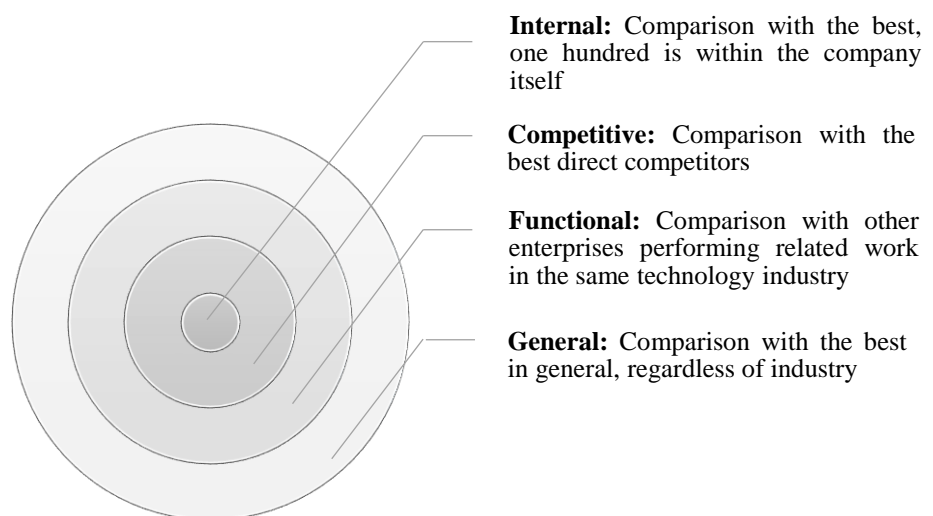 Internal: Comparison with the best,
one hundred is within the company
itself
Competitive: Comparison with the
best direct competitors
Functional: Comparison with other
enterprises performing related work
in the same technology industry
General: Comparison with the best
in general, regardless of industry